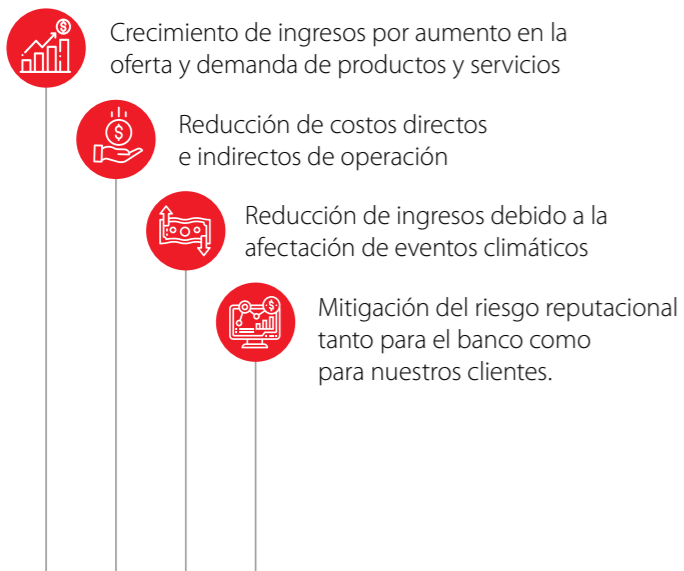 Crecimiento de ingresos por aumento en la
oferta y demanda de productos y servicios
Reducción de costos directos
e indirectos de operación
Reducción de ingresos debido a la
afectación de eventos climáticos
Mitigación del riesgo reputacional
tanto para el banco como
para nuestros clientes.